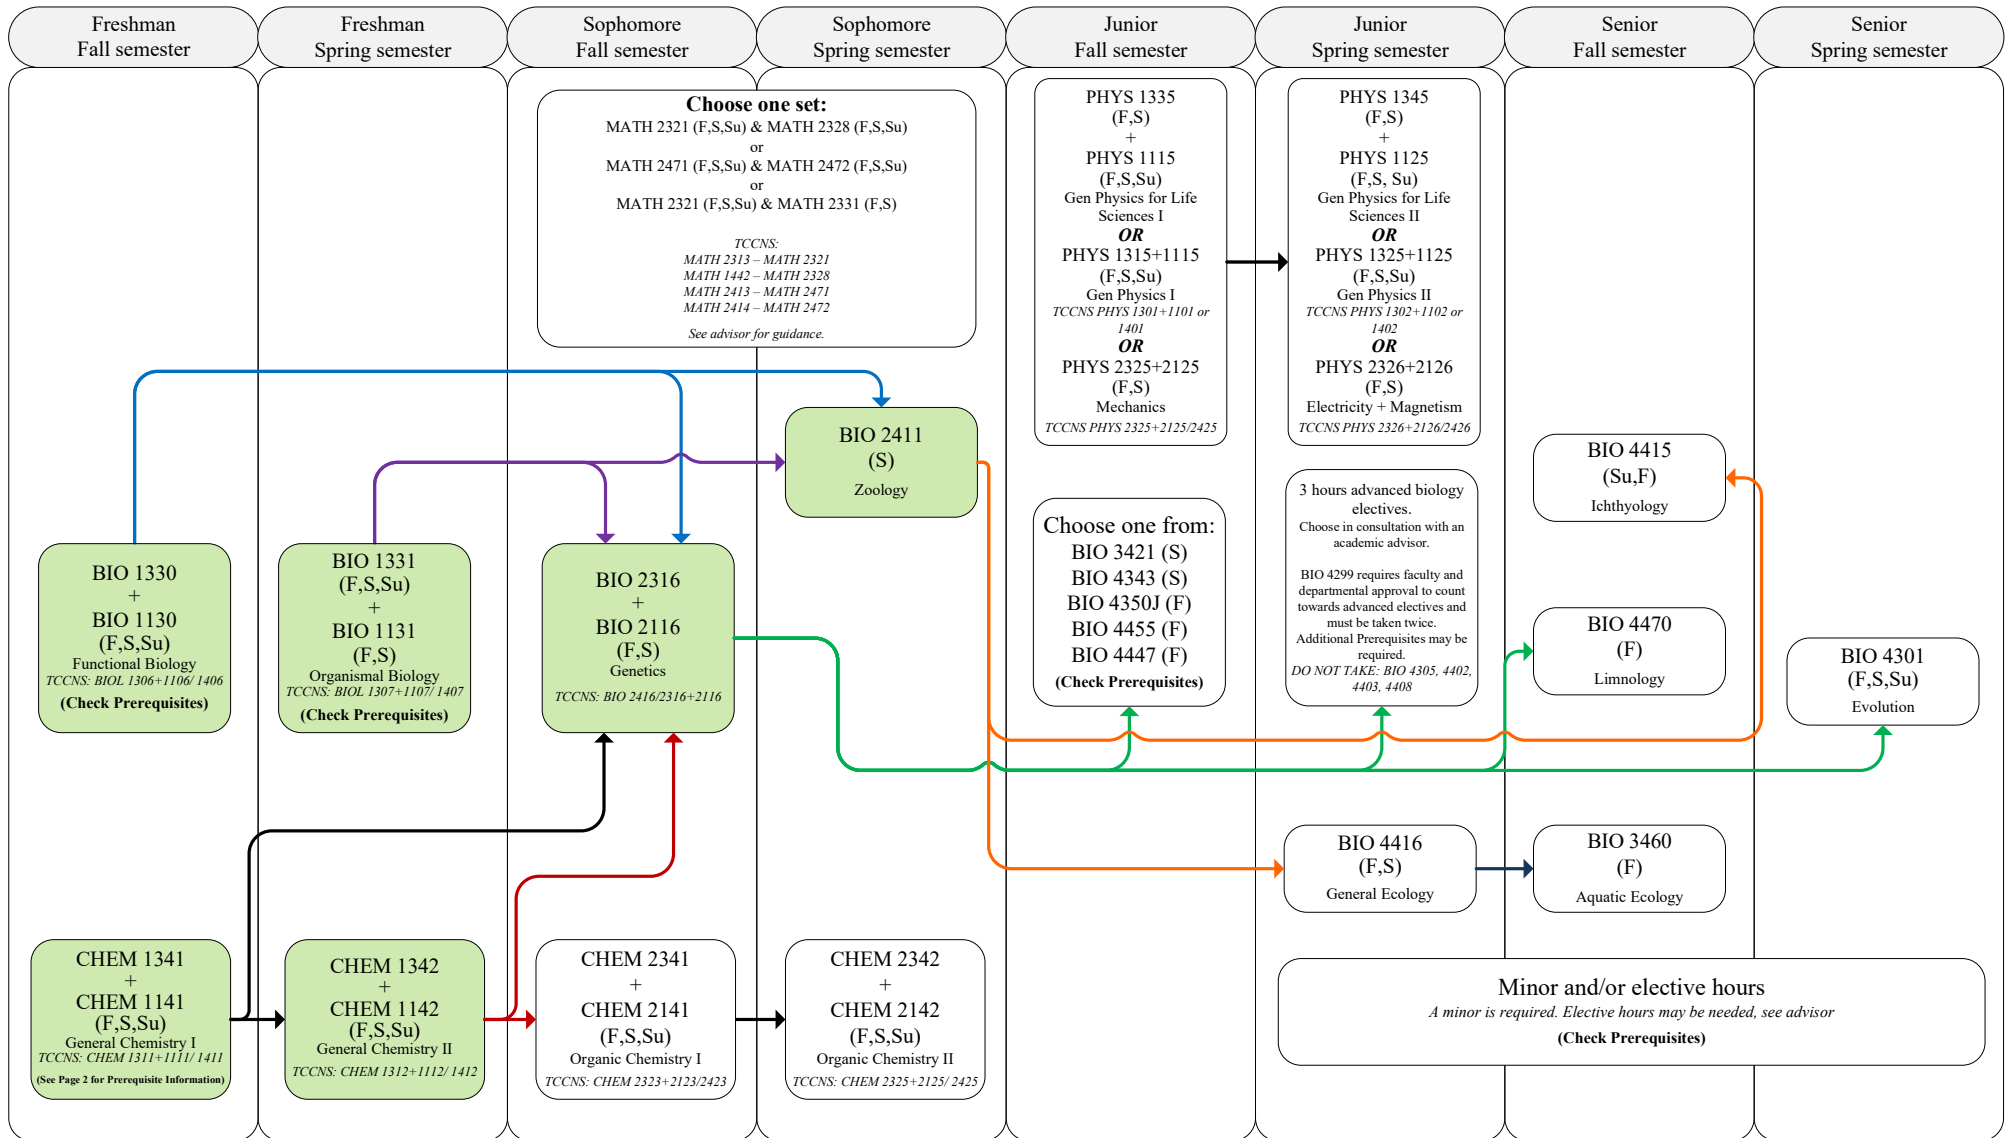 Freshman
Fall semester
Freshman
Spring semester
Sophomore
Fall semester
Sophomore
Spring semester
Junior
Fall semester
Junior
Spring semester
Senior
Fall semester
Senior
Spring semester
Choose one set:
MATH 2321 (F,S,Su) & MATH 2328 (F,S,Su)
or
MATH 2471 (F,S,Su) & MATH 2472 (F,S,Su)
or
MATH 2321 (F,S,Su) & MATH 2331 (F,S)
TCCNS:
MATH 2313 – MATH 2321
MATH 1442 – MATH 2328
MATH 2413 – MATH 2471
MATH 2414 – MATH 2472
See advisor for guidance.
PHYS 1335
(F,S)
+
PHYS 1115
(F,S,Su)
Gen Physics for Life
Sciences I
OR
PHYS 1315+1115
(F,S,Su)
Gen Physics I
TCCNS PHYS 1301+1101 or
1401
OR
PHYS 2325+2125
(F,S)
Mechanics
TCCNS PHYS 2325+2125/2425
PHYS 1345
(F,S)
+
PHYS 1125
(F,S, Su)
Gen Physics for Life
Sciences II
OR
PHYS 1325+1125
(F,S,Su)
Gen Physics II
TCCNS PHYS 1302+1102 or
1402
OR
PHYS 2326+2126
(F,S)
Electricity + Magnetism
TCCNS PHYS 2326+2126/2426
BIO 2411
(S)
Zoology
BIO 4415
(Su,F)
Ichthyology
BIO 1330
+
BIO 1130
(F,S,Su)
Functional Biology
TCCNS: BIOL 1306+1106/ 1406
(Check Prerequisites)
BIO 1331
(F,S,Su)
+
BIO 1131
(F,S)
Organismal Biology
TCCNS: BIOL 1307+1107/ 1407
(Check Prerequisites)
BIO 2316
+
BIO 2116
(F,S)
Genetics
TCCNS: BIO 2416/2316+2116
Choose one from:
BIO 3421 (S)
BIO 4343 (S)
BIO 4350J (F)
BIO 4455 (F)
BIO 4447 (F)
(Check Prerequisites)
3 hours advanced biology
electives.
Choose in consultation with an
academic advisor.
BIO 4299 requires faculty and
departmental approval to count
towards advanced electives and
must be taken twice.
Additional Prerequisites may be
required.
DO NOT TAKE: BIO 4305, 4402,
4403, 4408
BIO 4470
(F)
Limnology
BIO 4301
(F,S,Su)
Evolution
BIO 4416
(F,S)
General Ecology
BIO 3460
(F)
Aquatic Ecology
CHEM 1341
+
CHEM 1141
(F,S,Su)
General Chemistry I
TCCNS: CHEM 1311+1111/ 1411
(See Page 2 for Prerequisite Information)
CHEM 1342
+
CHEM 1142
(F,S,Su)
General Chemistry II
TCCNS: CHEM 1312+1112/ 1412
CHEM 2341
+
CHEM 2141
(F,S,Su)
Organic Chemistry I
TCCNS: CHEM 2323+2123/2423
CHEM 2342
+
CHEM 2142
(F,S,Su)
Organic Chemistry II
TCCNS: CHEM 2325+2125/ 2425
Minor and/or elective hours
A minor is required. Elective hours may be needed, see advisor
(Check Prerequisites)